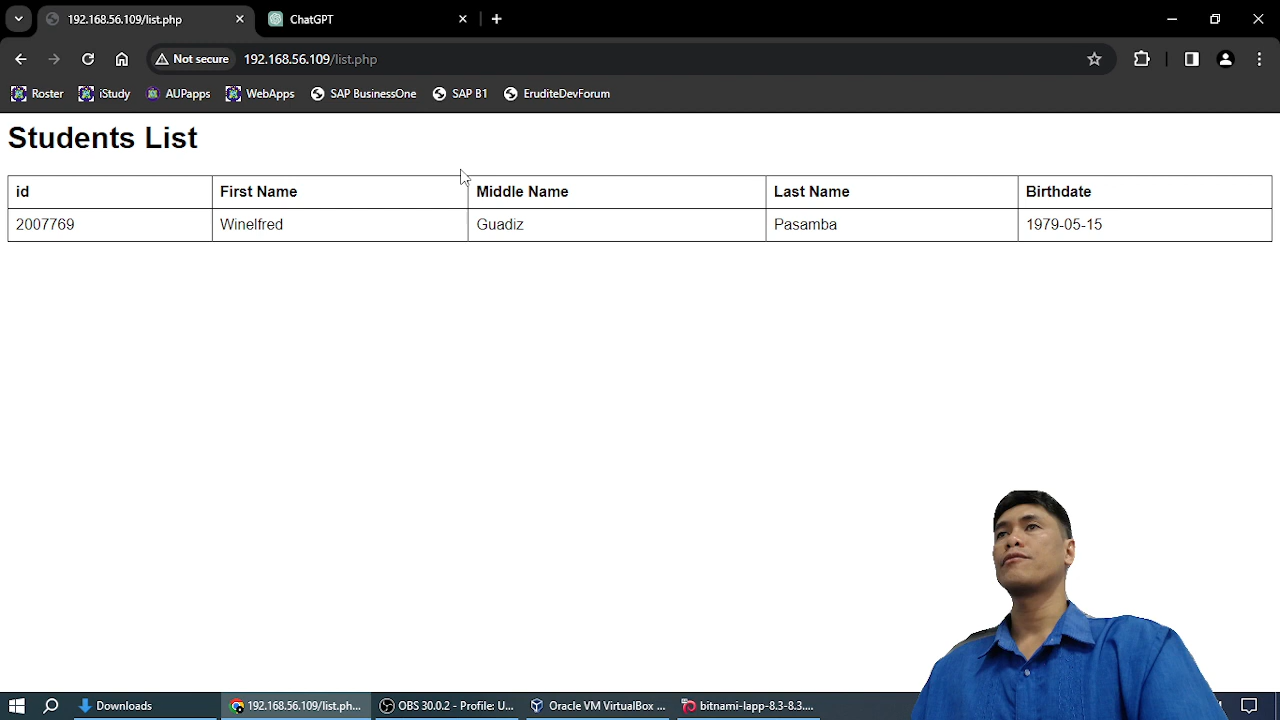 192.168.56.109/list.php
ChatGPT
Not secure
192.168.56.109/list.php
Roster
iStudy
AUPapps
WebApps
SAP BusinessOne
SAP B1
EruditeDevForum
Students List
id First Name Middle Name Last Name Birthdate
2007769 Winelfred Guadiz Pasamba 1979-05-15
Downloads
192.168.56.109/list.ph...
OBS 30.0.2 - Profile: U...
Oracle VM VirtualBox ...
bitnami-lapp-8.3-8.3....